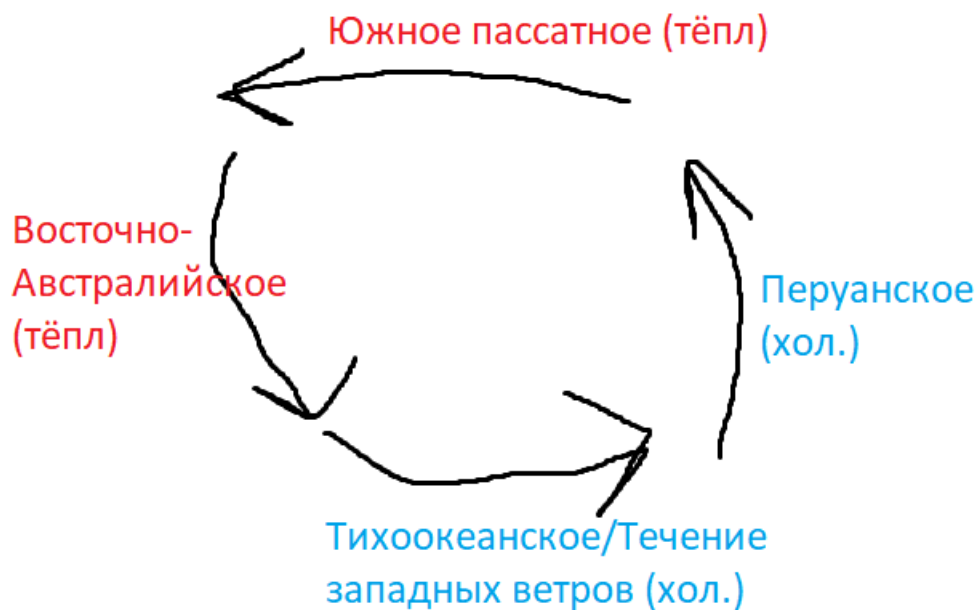 Южное пассатное (тёпл)
Восточно-
Австралийское
(тёпл)
Перуанское
(хол.)
Тихоокеанское/Течение
западных ветров (хол.)